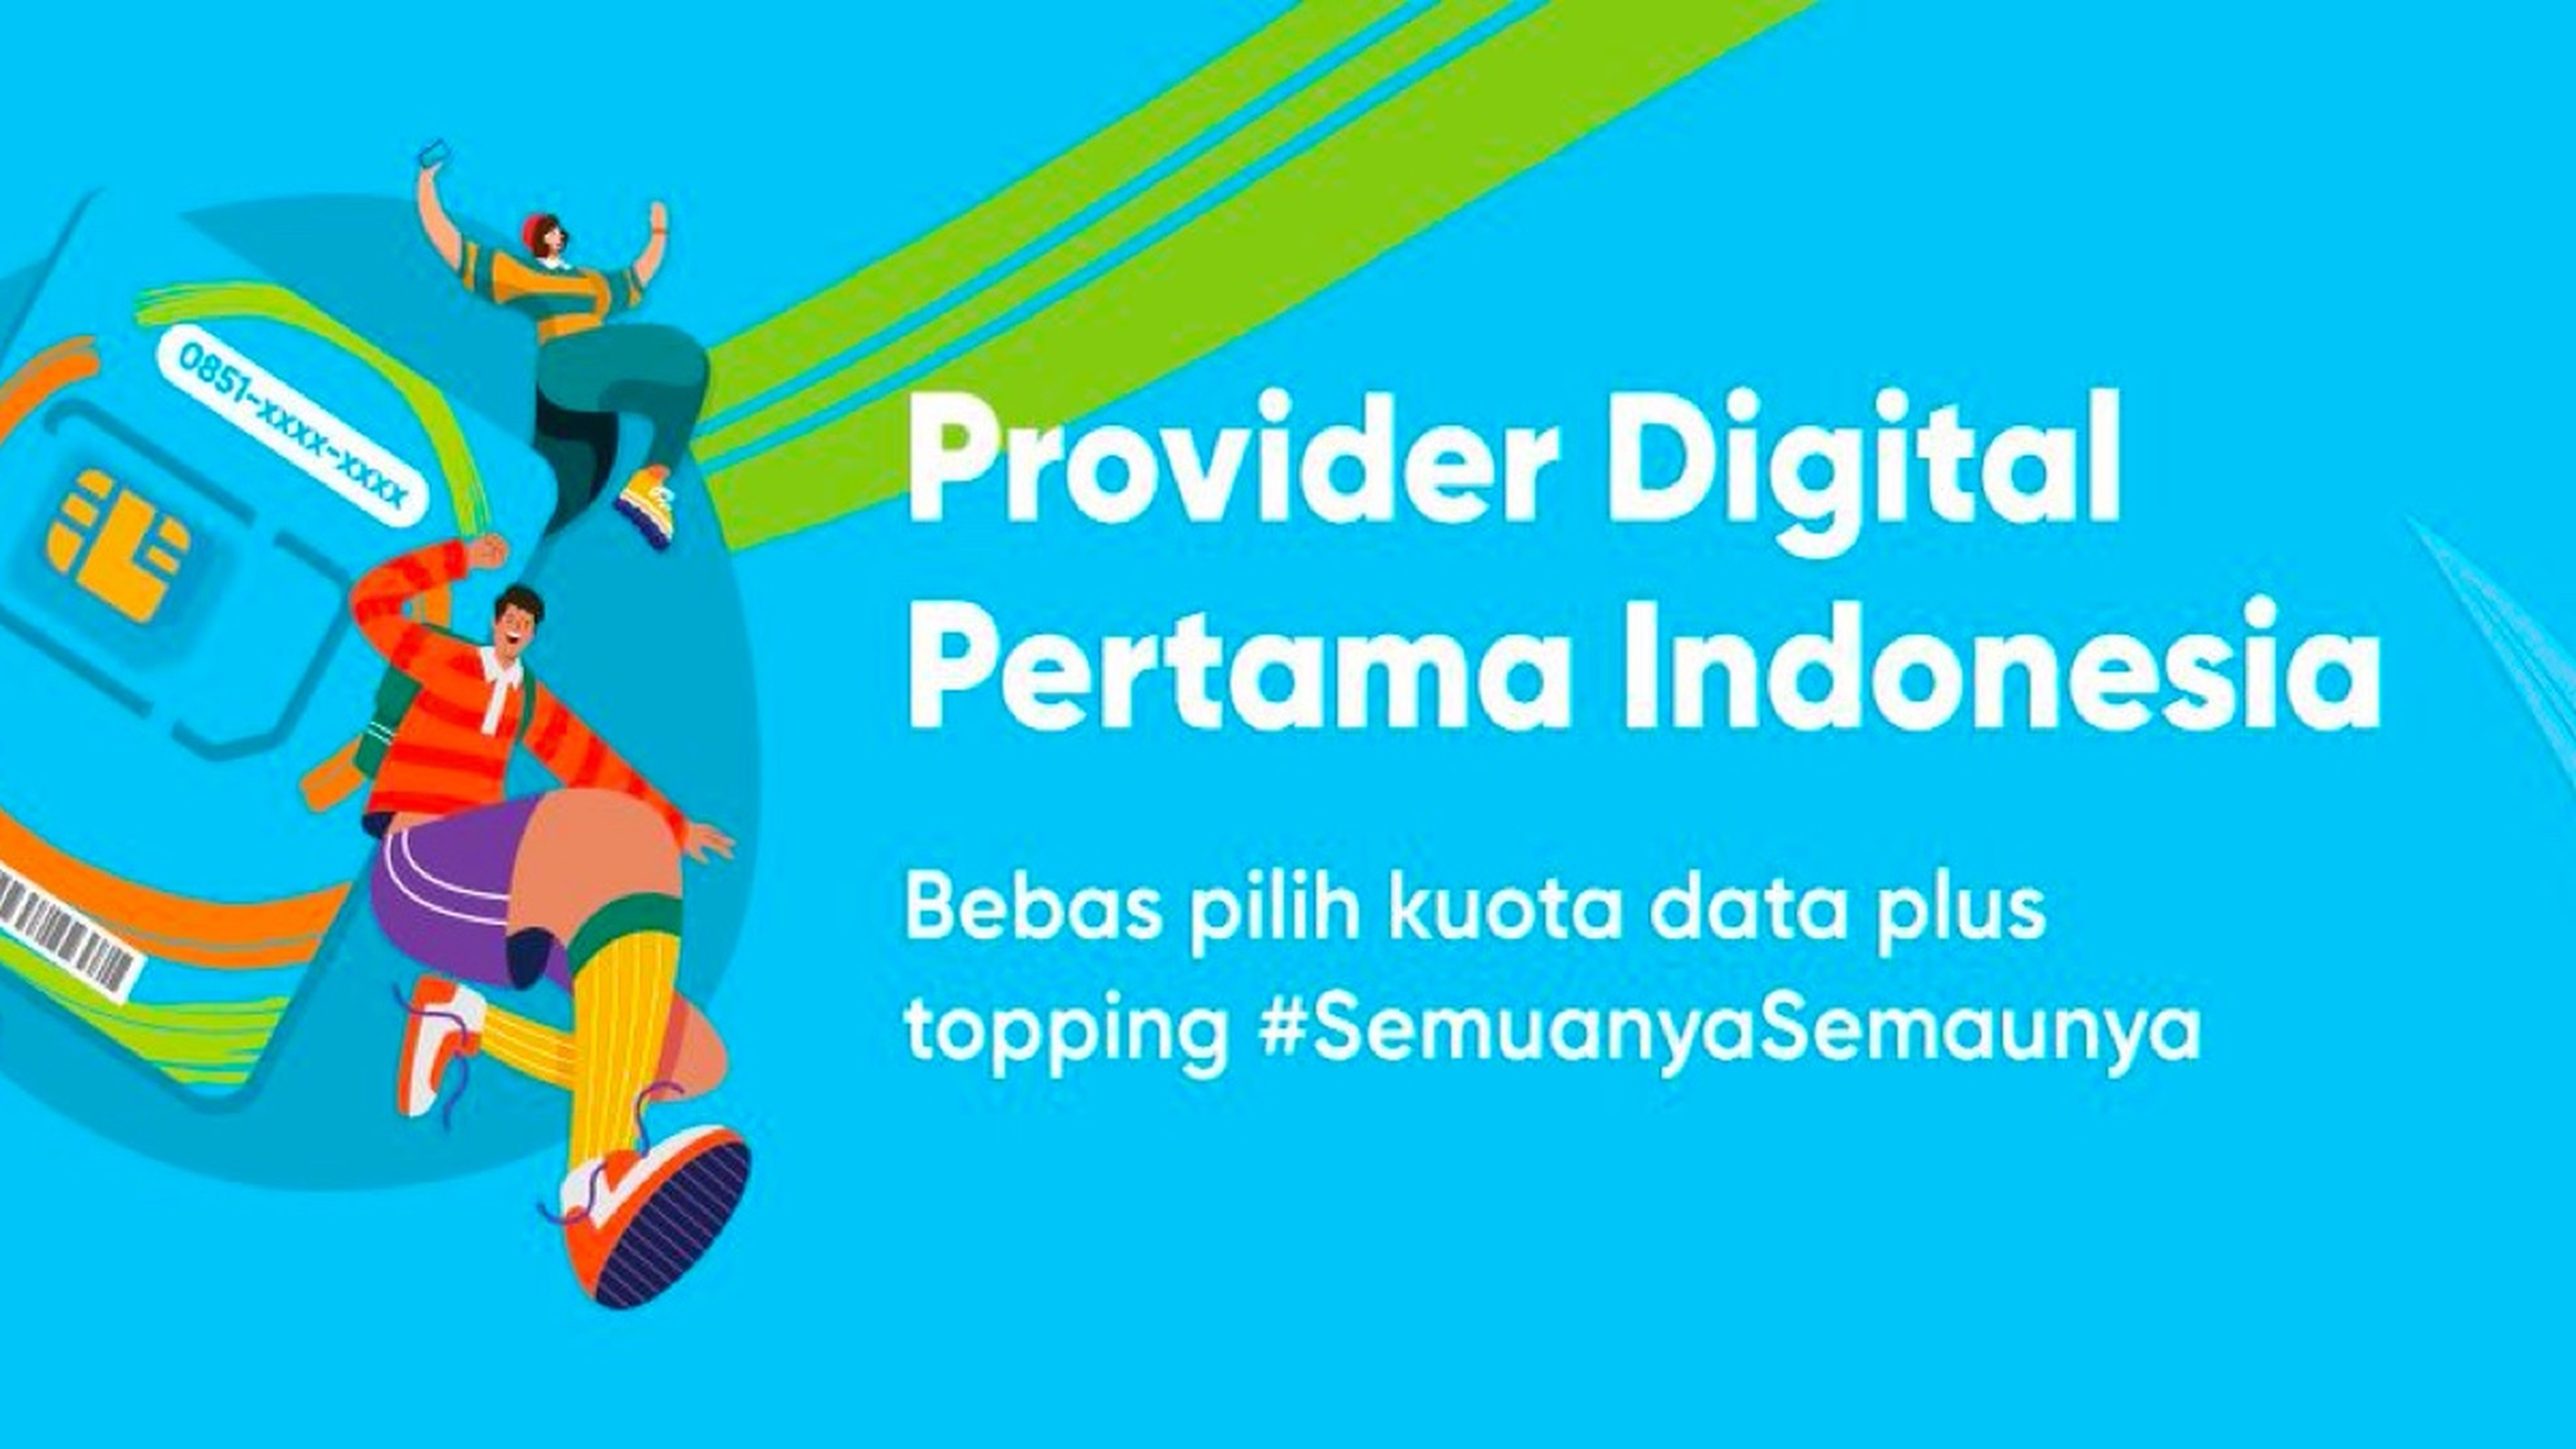 0851-xxxx-xxxx
Provider Digital
Pertama Indonesia
Bebas pilih kuota data plus
topping #SemuanyaSemaunya